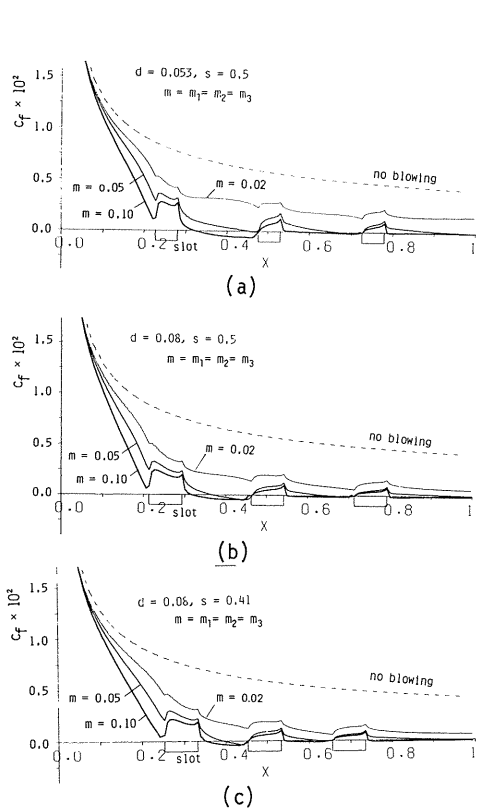 1.5
d = 0.053, s = 0.5
m = m₁= m₂= m₃
C_f × 10²
1.0
no blowing
0.5
m = 0.05
m = 0.02
m = 0.10
0.0
0.0 0.2 slot 0.4 0.6 0.8 1
X
(a)
1.5
d = 0.08, s = 0.5
m = m₁= m₂= m₃
C_f × 10²
1.0
no blowing
0.5
m = 0.05
m = 0.02
m = 0.10
0.0
0.0 0.2 0.4 0.6 0.8 1
slot
X
(b)
1.5
d = 0.08, s = 0.41
m = m₁= m₂= m₃
C_f × 10²
1.0
no blowing
0.5
m = 0.05
m = 0.02
m = 0.10
0.0
0.0 0.2 0.4 0.6 0.8 1
slot
X
(c)